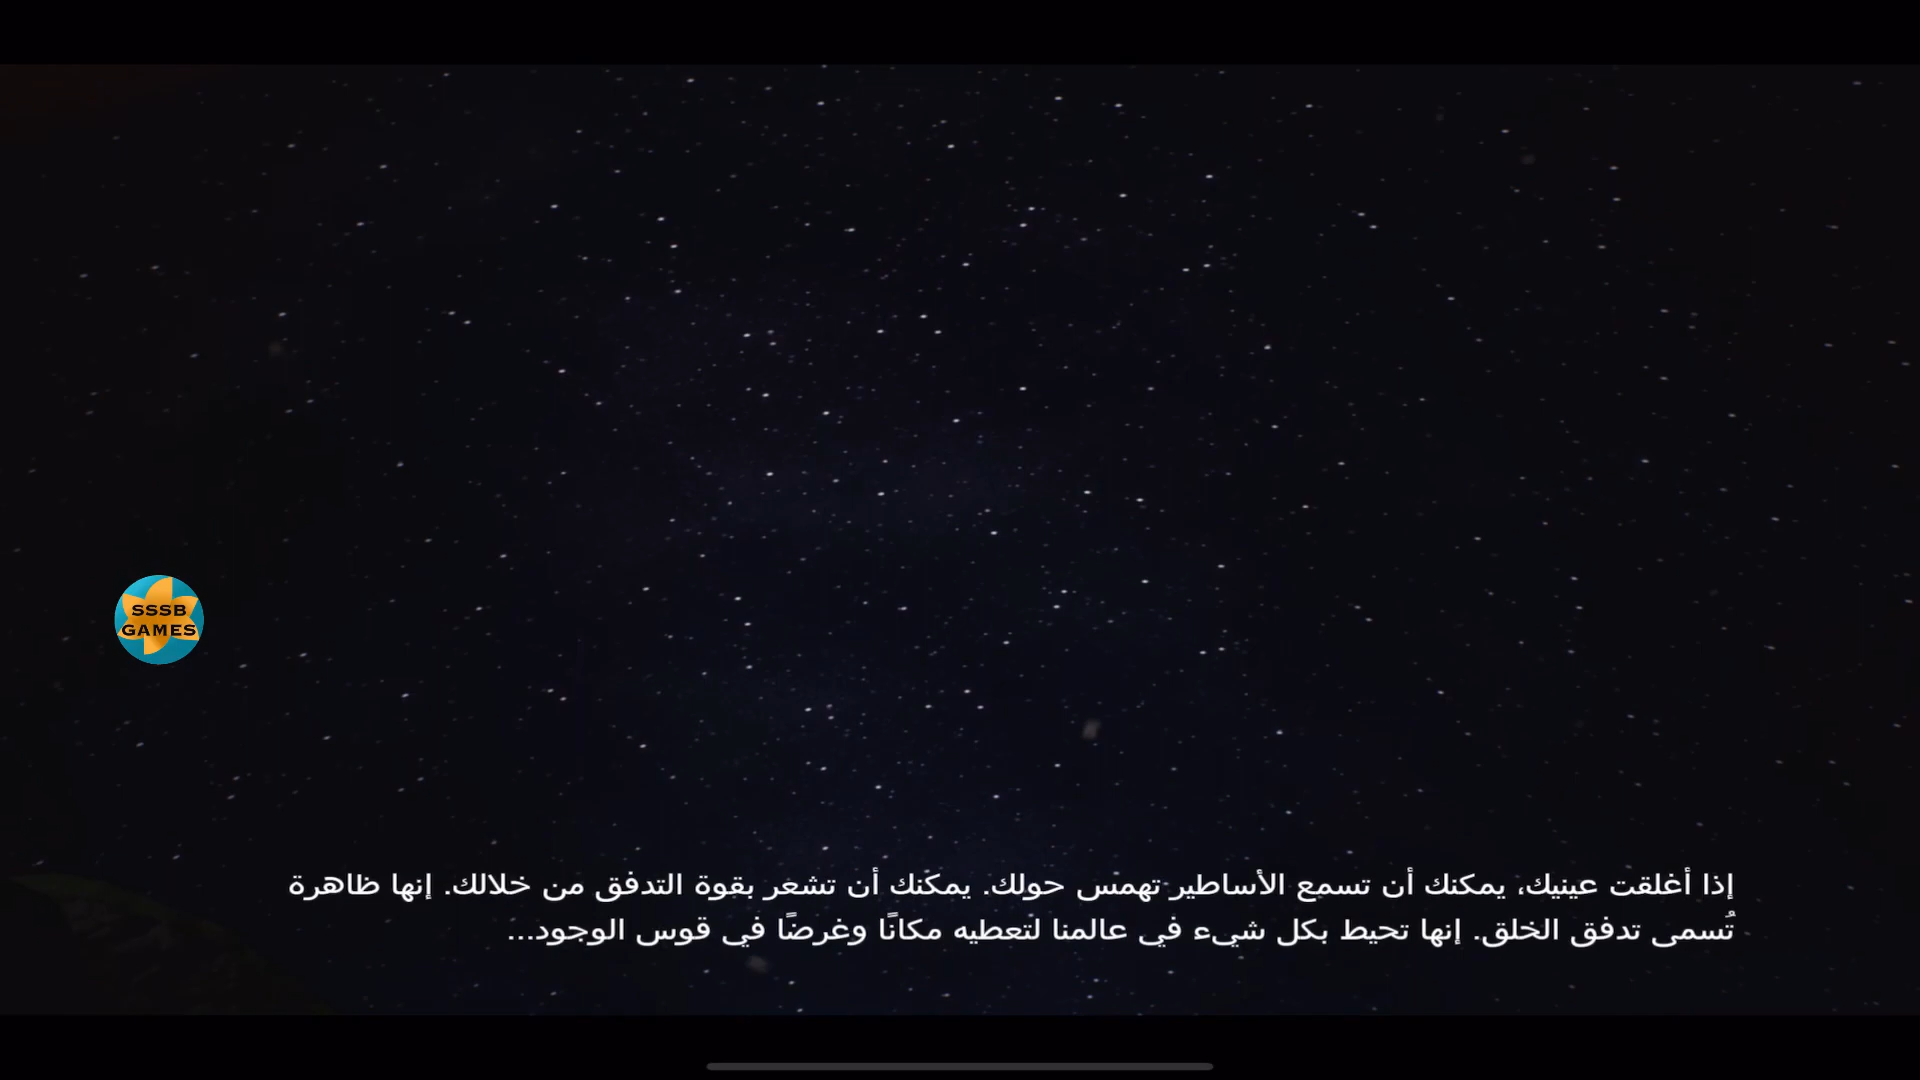 SSSB
GAMES
إذا أغلقت عينيك، يمكنك أن تسمع الأساطير تهمس حولك. يمكنك أن تشعر بقوة التدفق من خلالك. إنها ظاهرة
تُسمى تدفق الخلق. إنها تحيط بكل شيء في عالمنا لتعطيه مكانًا وغرضًا في قوس الوجود...